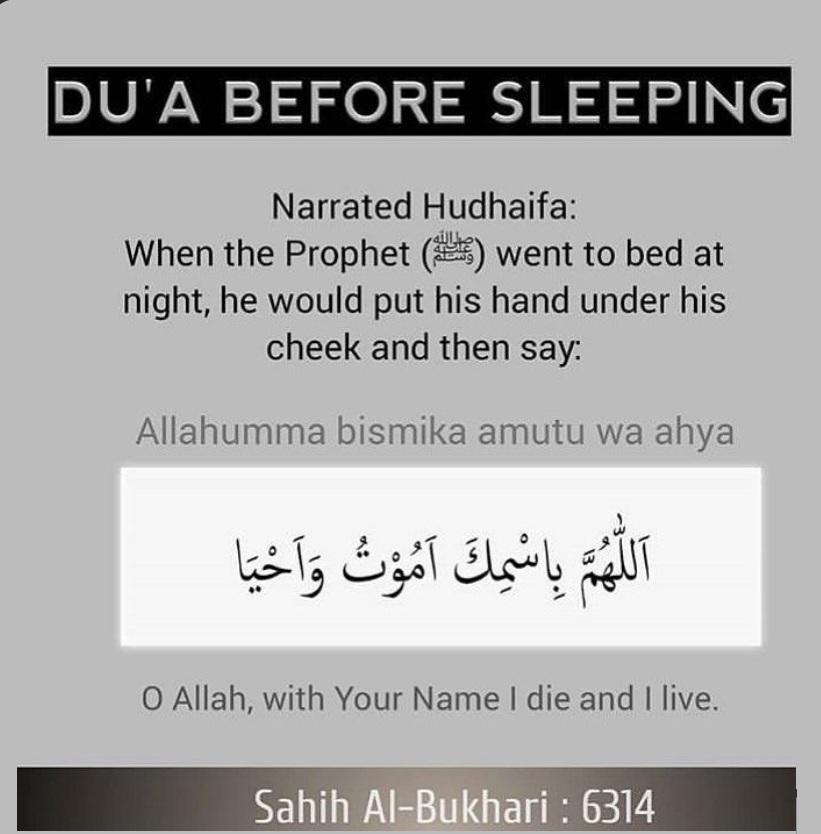 DU'A BEFORE SLEEPING
Narrated Hudhaifa:
When the Prophet (ﷺ) went to bed at
night, he would put his hand under his
cheek and then say:
Allahumma bismika amutu wa ahya
اَللّٰهُمَّ بِاسْمِكَ اَمُوْتُ وَاَحْيَا
O Allah, with Your Name I die and I live.
Sahih Al-Bukhari : 6314